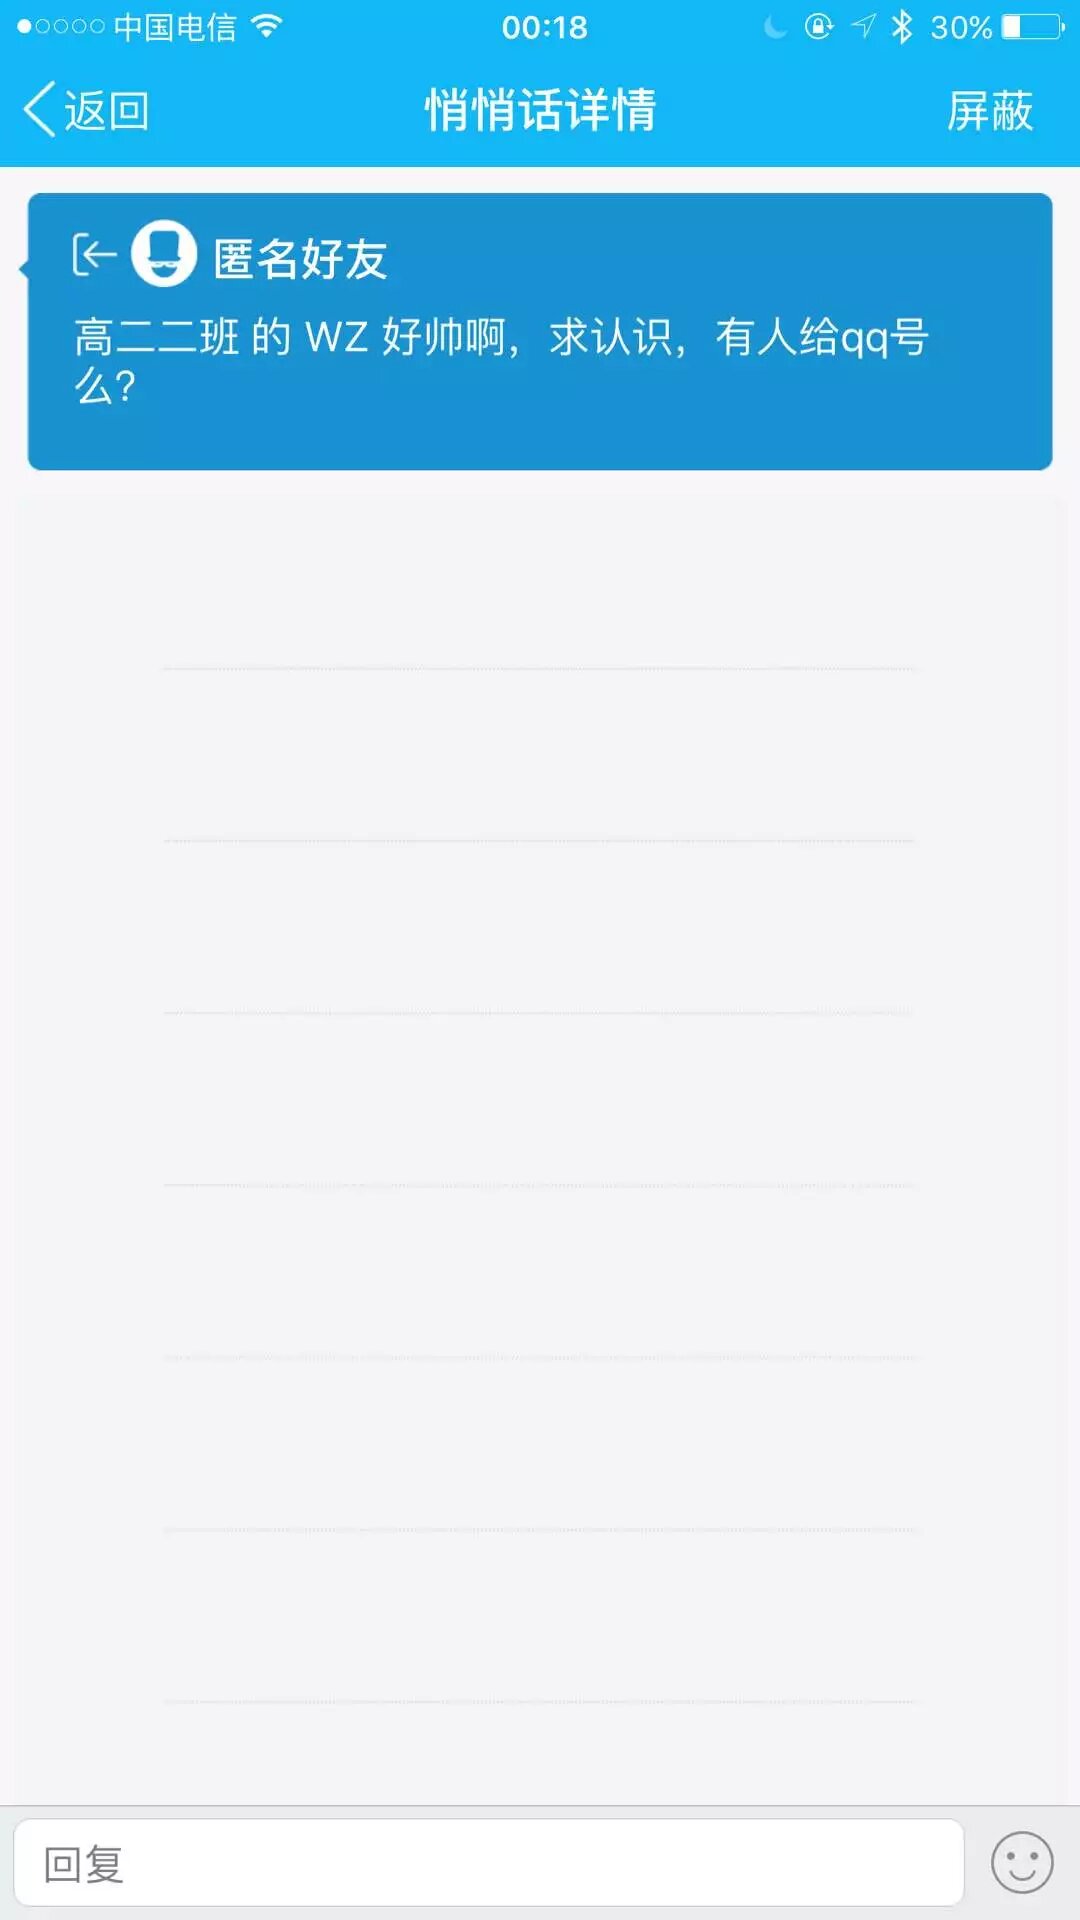 中国电信 00:18 30%
返回 悄悄话详情 屏蔽
匿名好友
高二二班 的 WZ 好帅啊，求认识，有人给qq号
么？
回复